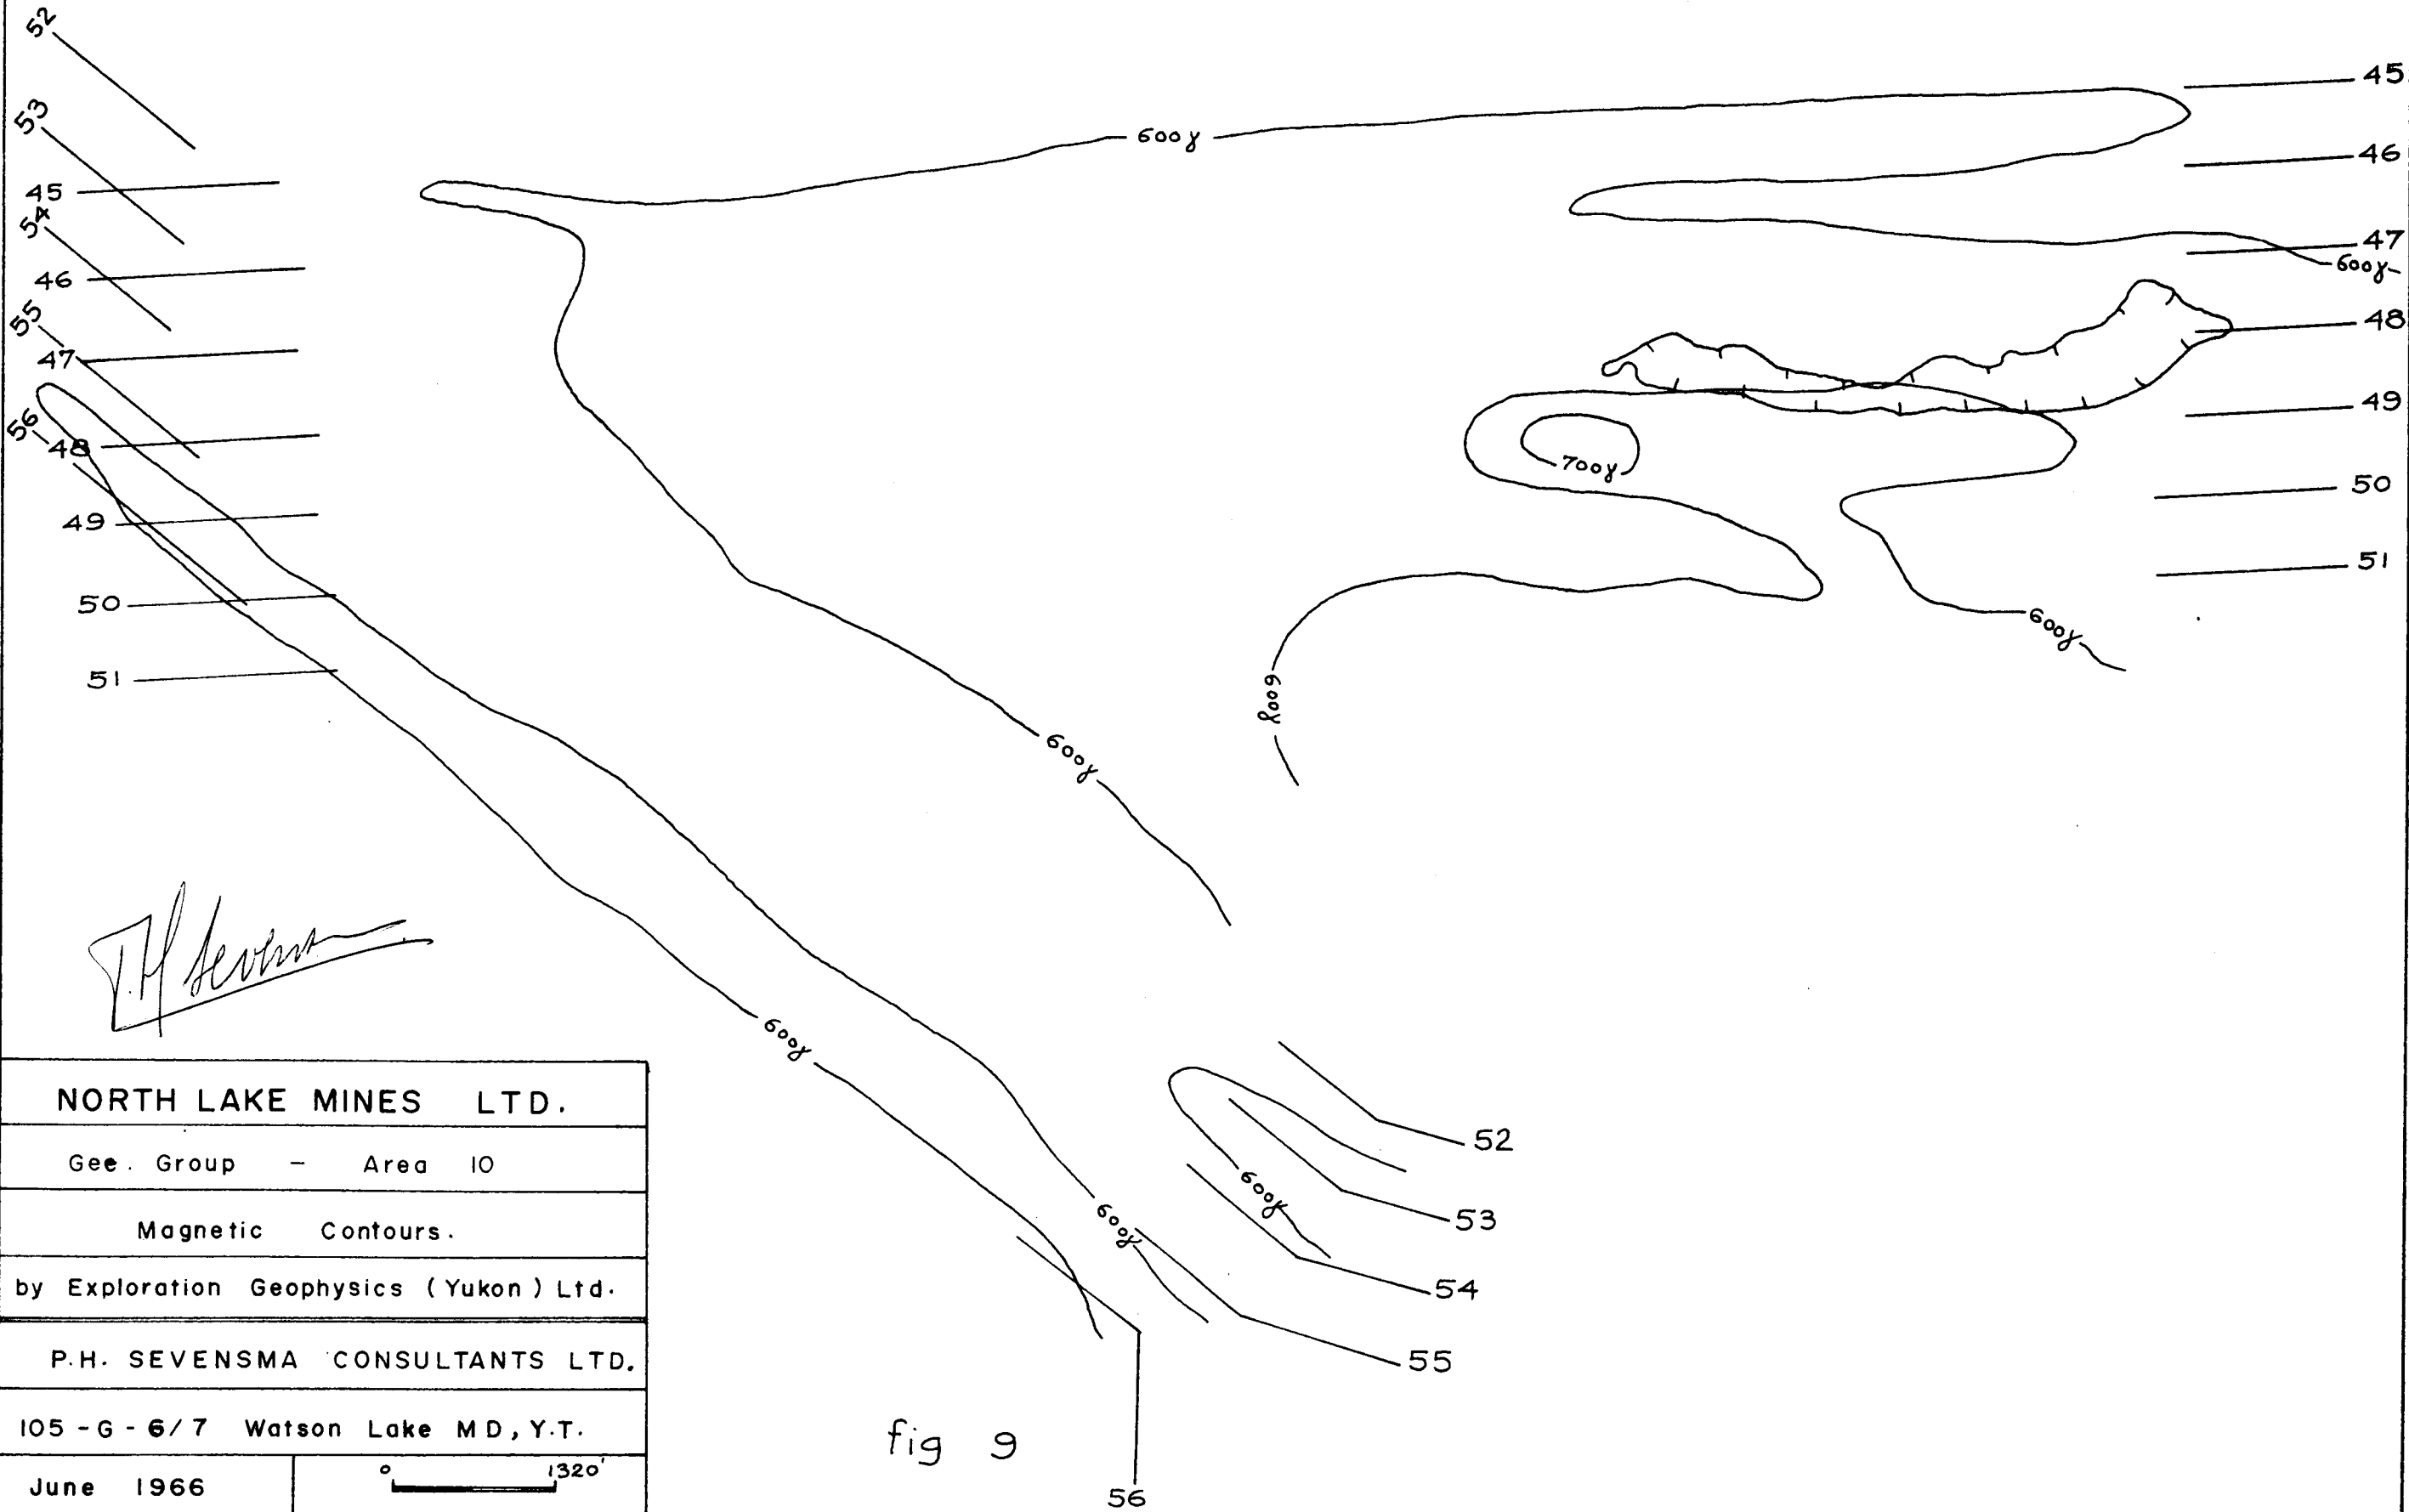 52
53
45
54
46
55
47
56
48
49
50
51
600γ
45
46
47
600γ
48
49
700γ
50
51
600γ
600γ
600γ
600γ
600γ
600γ
52
53
54
55
56
NORTH LAKE MINES LTD.
Gee. Group - Area 10
Magnetic Contours.
by Exploration Geophysics (Yukon) Ltd.
P.H. SEVENSMA CONSULTANTS LTD.
105-G-6/7 Watson Lake MD, Y.T.
June 1966
0 1320'
fig 9